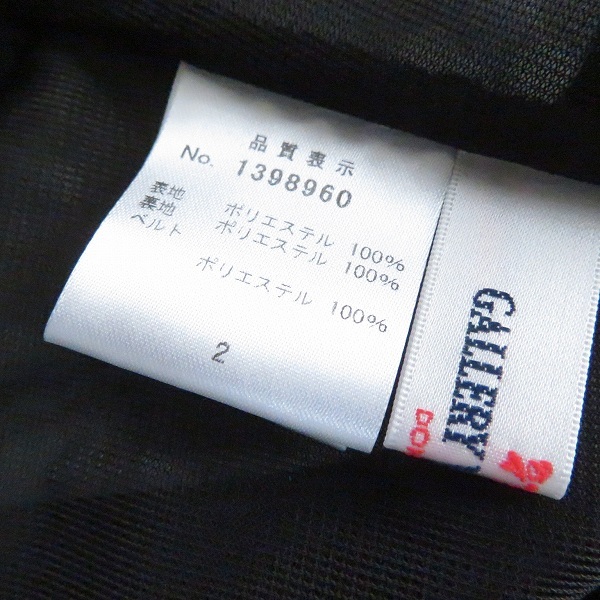 品質表示
No. 1398960
表地 ポリエステル 100%
裏地 ポリエステル 100%
ベルト
ポリエステル 100%
2
GALLERY